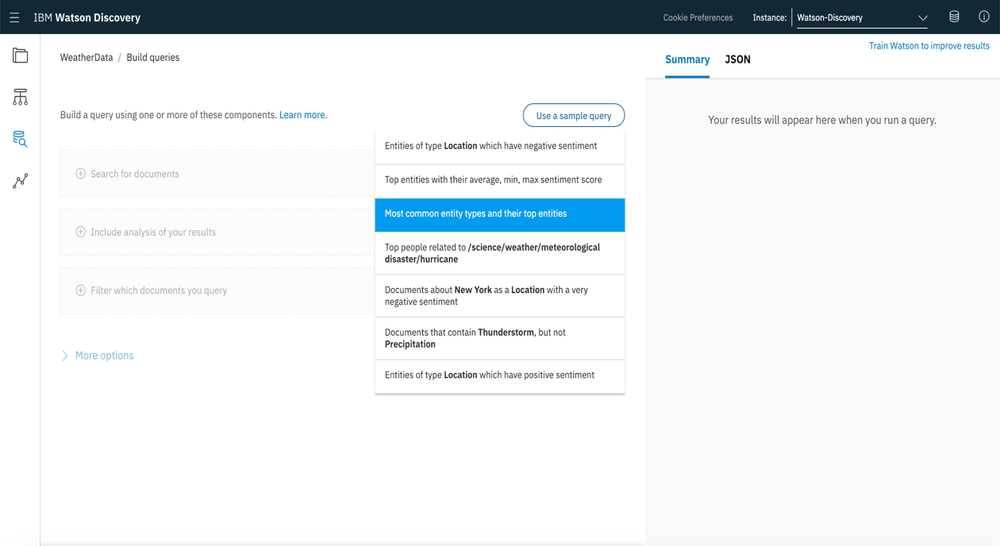 IBM Watson Discovery
Cookie Preferences
Instance:
Watson-Discovery
WeatherData / Build queries
Train Watson to improve results
Summary
JSON
Build a query using one or more of these components. Learn more.
Use a sample query
Your results will appear here when you run a query.
Search for documents
Include analysis of your results
Filter which documents you query
More options
Entities of type Location which have negative sentiment
Top entities with their average, min, max sentiment score
Most common entity types and their top entities
Top people related to /science/weather/meteorological
disaster/hurricane
Documents about New York as a Location with a very
negative sentiment
Documents that contain Thunderstorm, but not
Precipitation
Entities of type Location which have positive sentiment